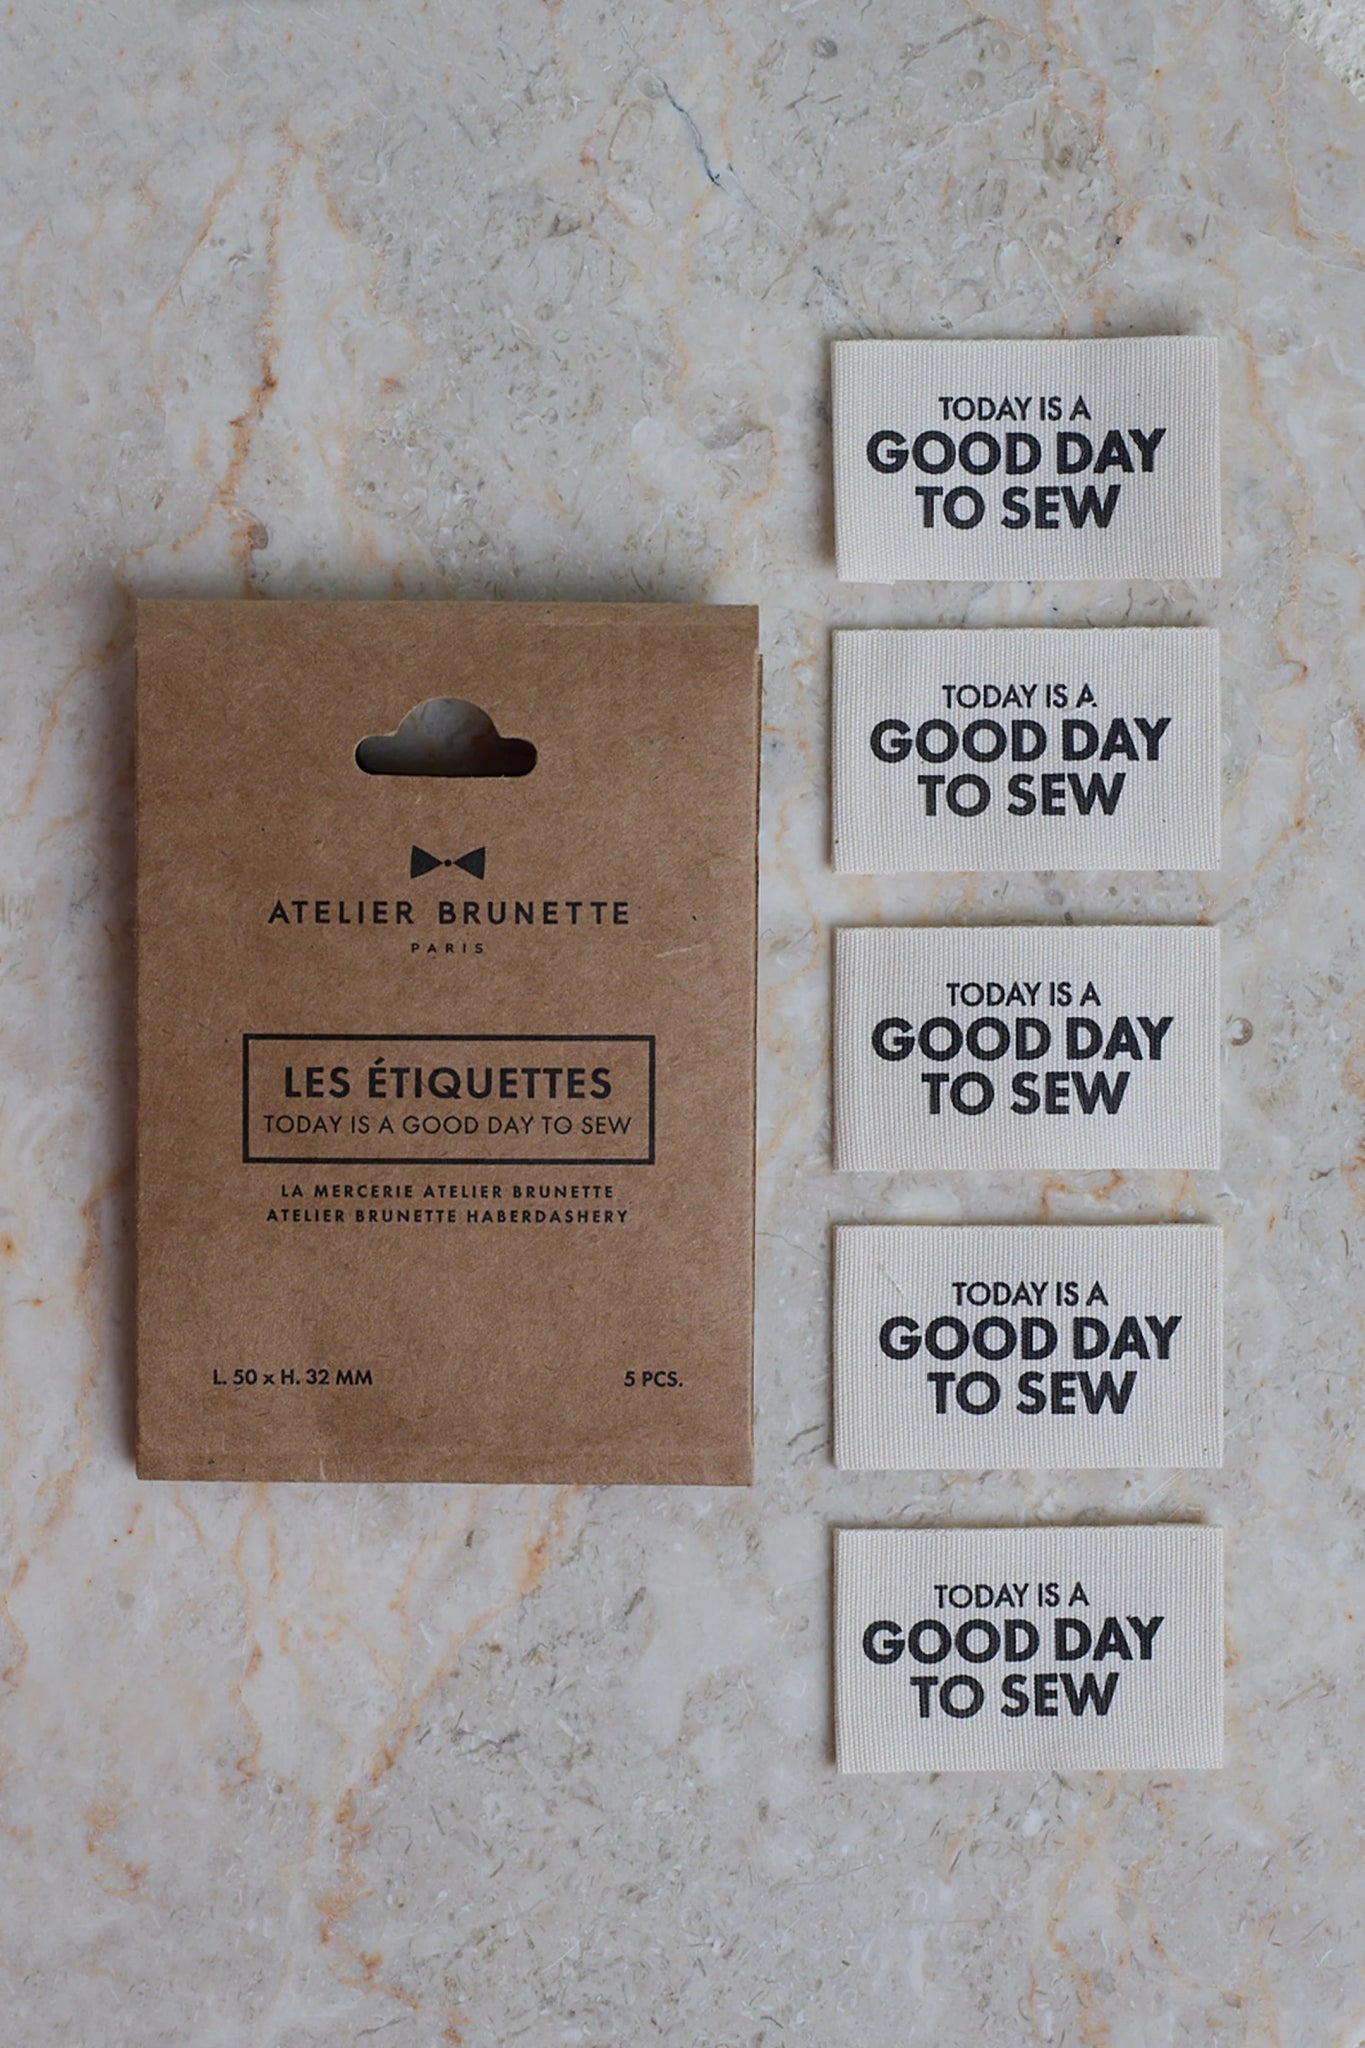 ATELIER BRUNETTE
PARIS
LES ÉTIQUETTES
TODAY IS A GOOD DAY TO SEW
LA MERCERIE ATELIER BRUNETTE
ATELIER BRUNETTE HABERDASHERY
L. 50 x H. 32 MM
5 PCS.
TODAY IS A
GOOD DAY
TO SEW
TODAY IS A
GOOD DAY
TO SEW
TODAY IS A
GOOD DAY
TO SEW
TODAY IS A
GOOD DAY
TO SEW
TODAY IS A
GOOD DAY
TO SEW